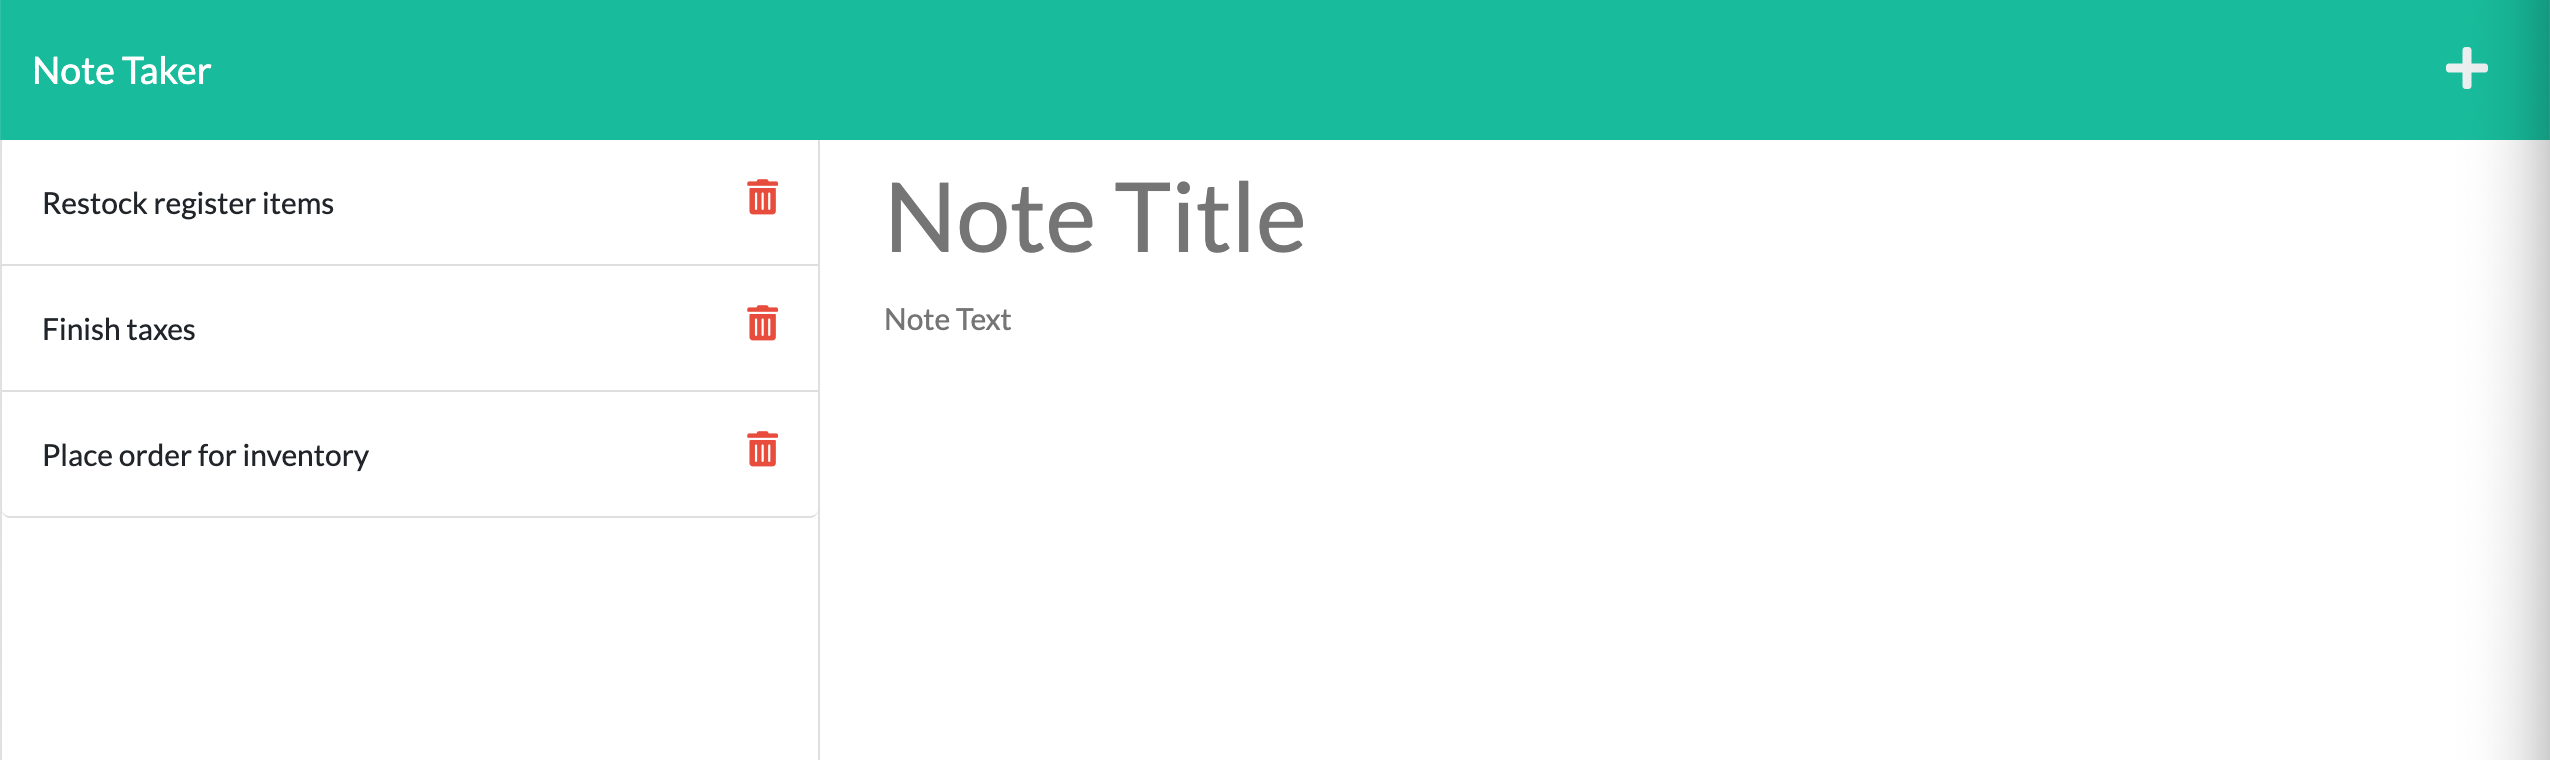 Note Taker
Restock register items
Finish taxes
Place order for inventory
Note Title
Note Text